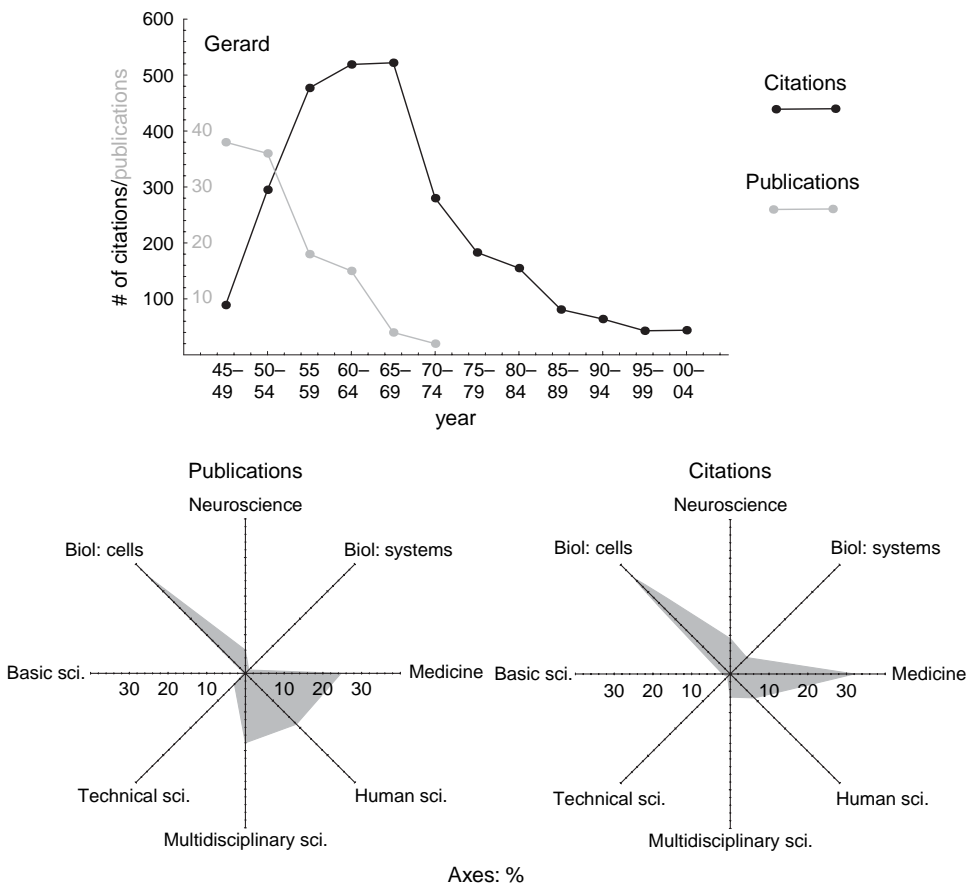 600
Gerard
500
400
300
200
100
40
30
20
10
# of citations/publications
Citations
Publications
45– 50– 55 60– 65– 70– 75– 80– 85– 90– 95– 00–
49 54 59 64 69 74 79 84 89 94 99 04
year
Publications
Neuroscience
Biol: cells
Biol: systems
Basic sci.
30 20 10 10 20 30
Medicine
Technical sci.
Human sci.
Multidisciplinary sci.
Citations
Neuroscience
Biol: cells
Biol: systems
Basic sci.
30 20 10 10 20 30
Medicine
Technical sci.
Human sci.
Multidisciplinary sci.
Axes: %